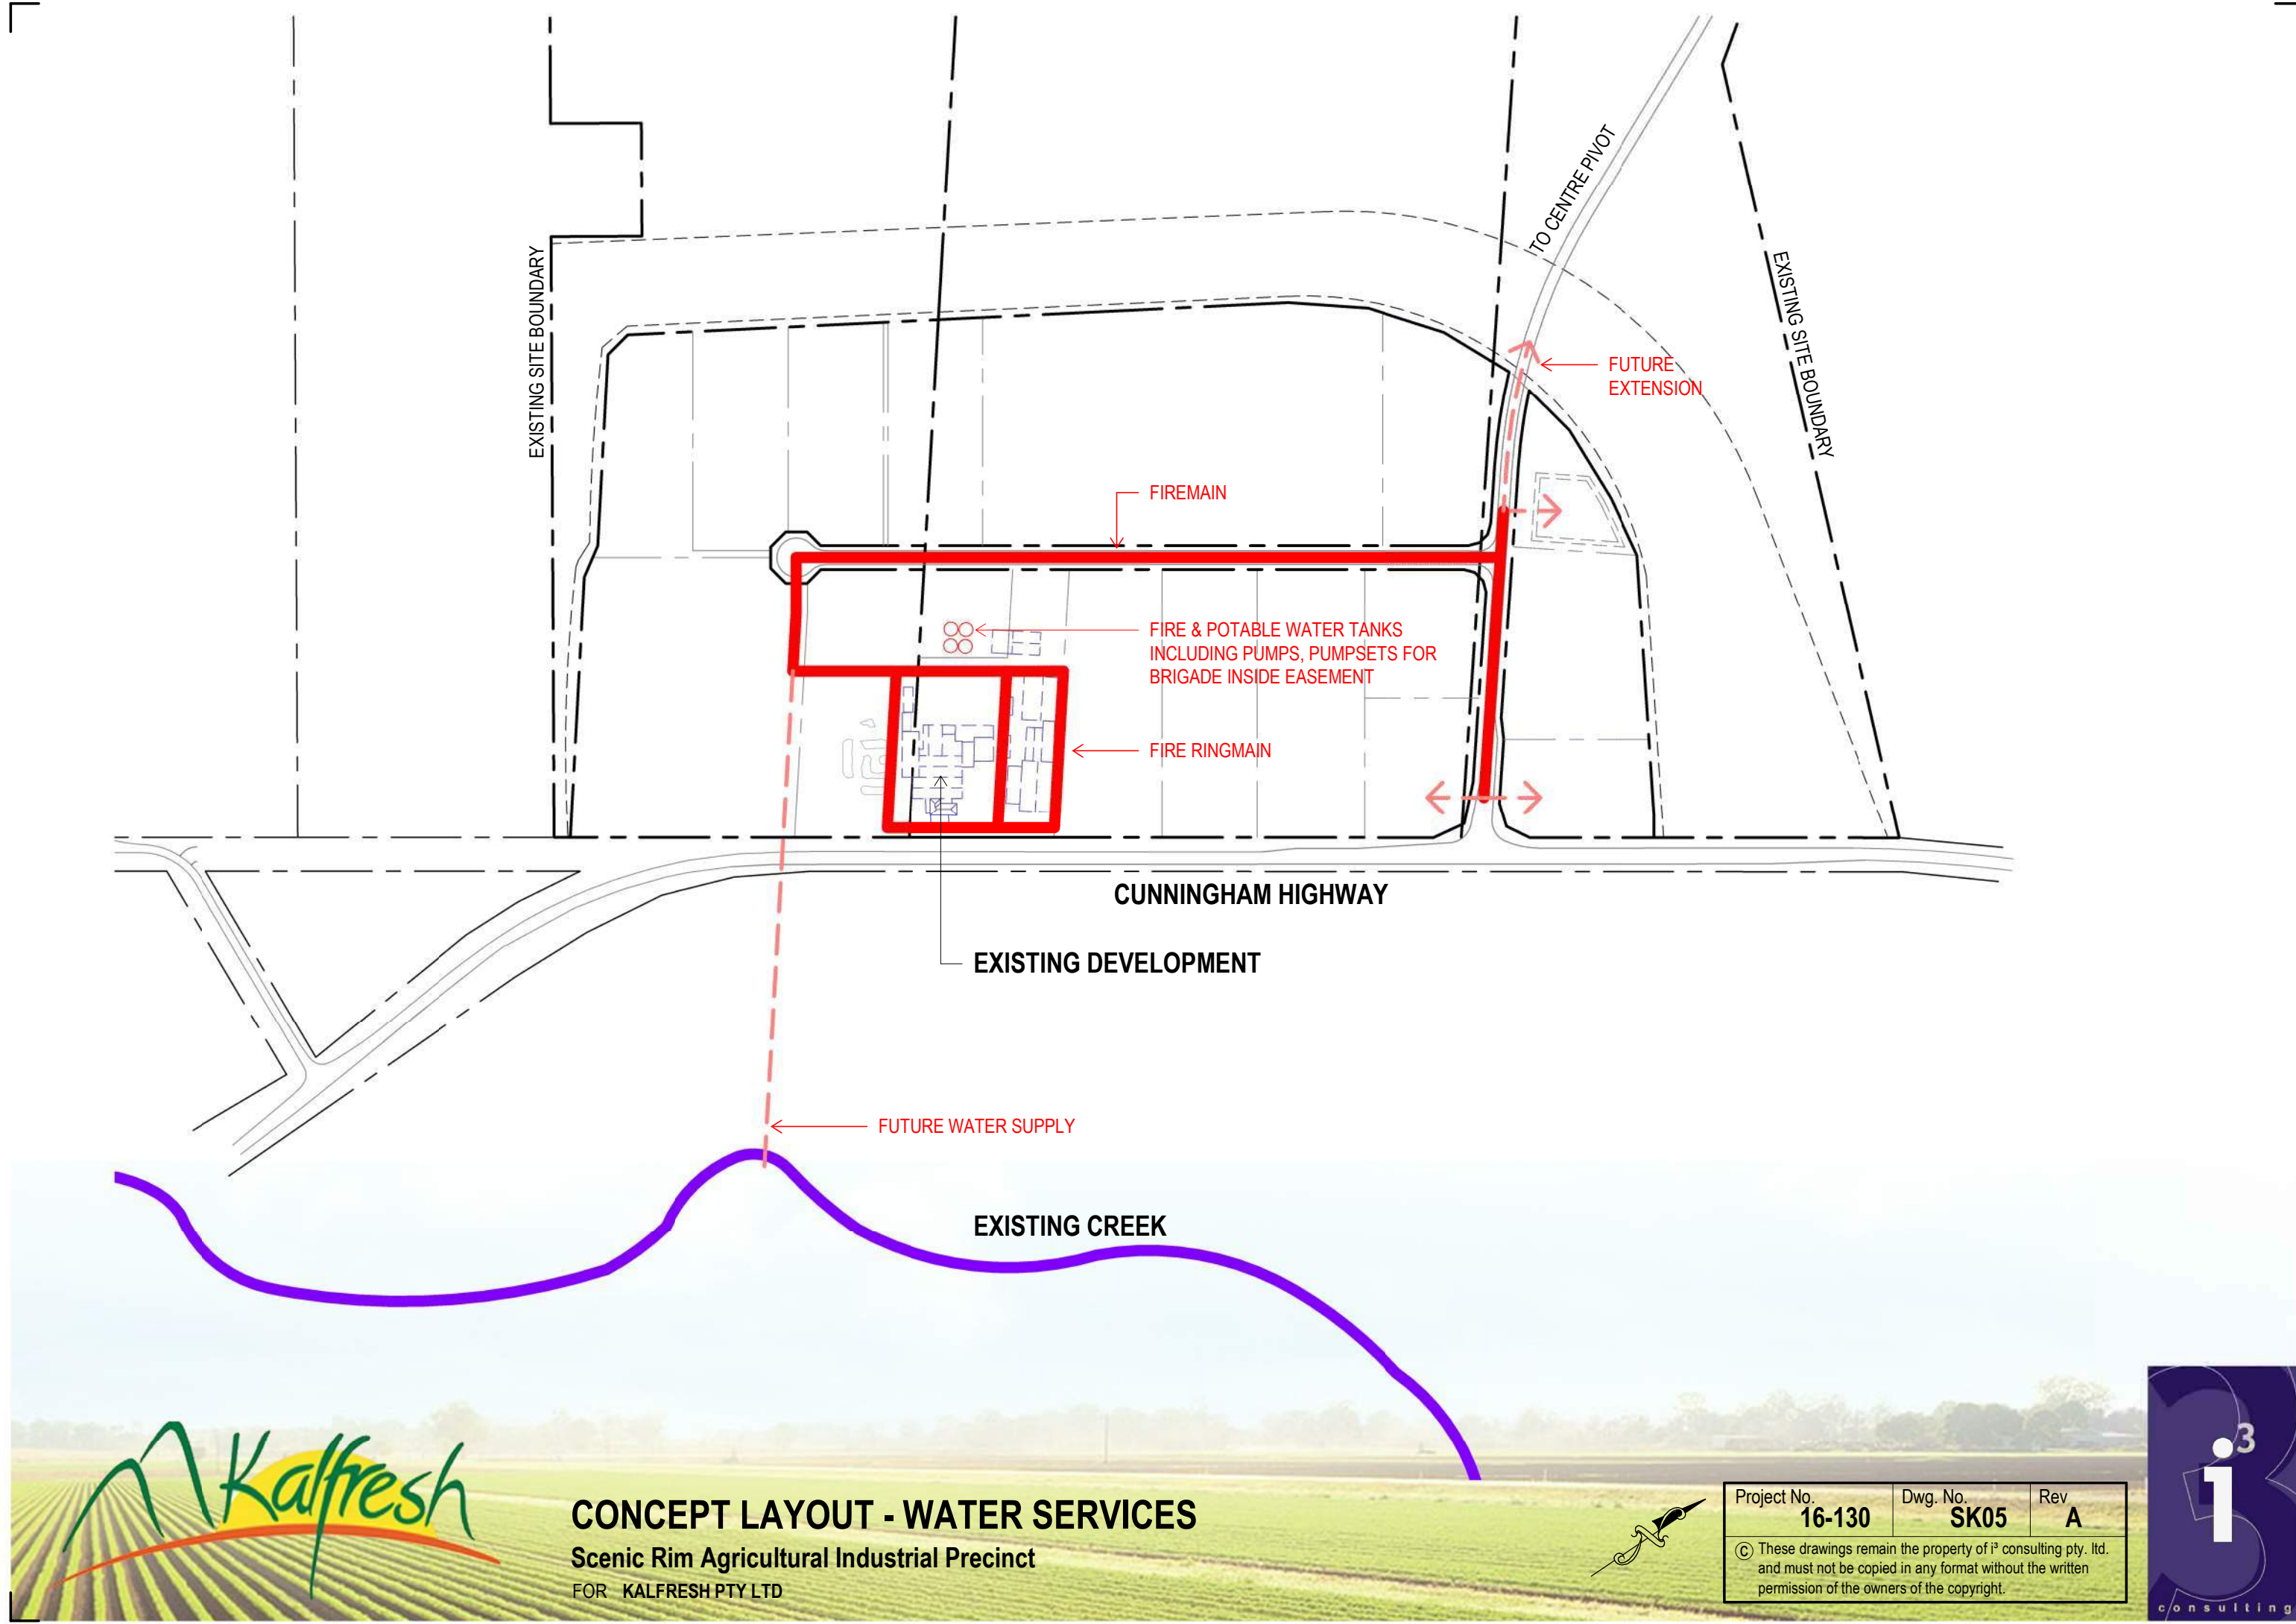 TO CENTRE PIVOT
EXISTING SITE BOUNDARY
EXISTING SITE BOUNDARY
FUTURE
EXTENSION
FIREMAIN
FIRE & POTABLE WATER TANKS
INCLUDING PUMPS, PUMPSETS FOR
BRIGADE INSIDE EASEMENT
FIRE RINGMAIN
CUNNINGHAM HIGHWAY
EXISTING DEVELOPMENT
FUTURE WATER SUPPLY
EXISTING CREEK
Kalfresh
CONCEPT LAYOUT - WATER SERVICES
Scenic Rim Agricultural Industrial Precinct
FOR KALFRESH PTY LTD
Project No.
16-130
Dwg. No.
SK05
Rev
A
© These drawings remain the property of i³ consulting pty. ltd.
and must not be copied in any format without the written
permission of the owners of the copyright.
i3
consulting